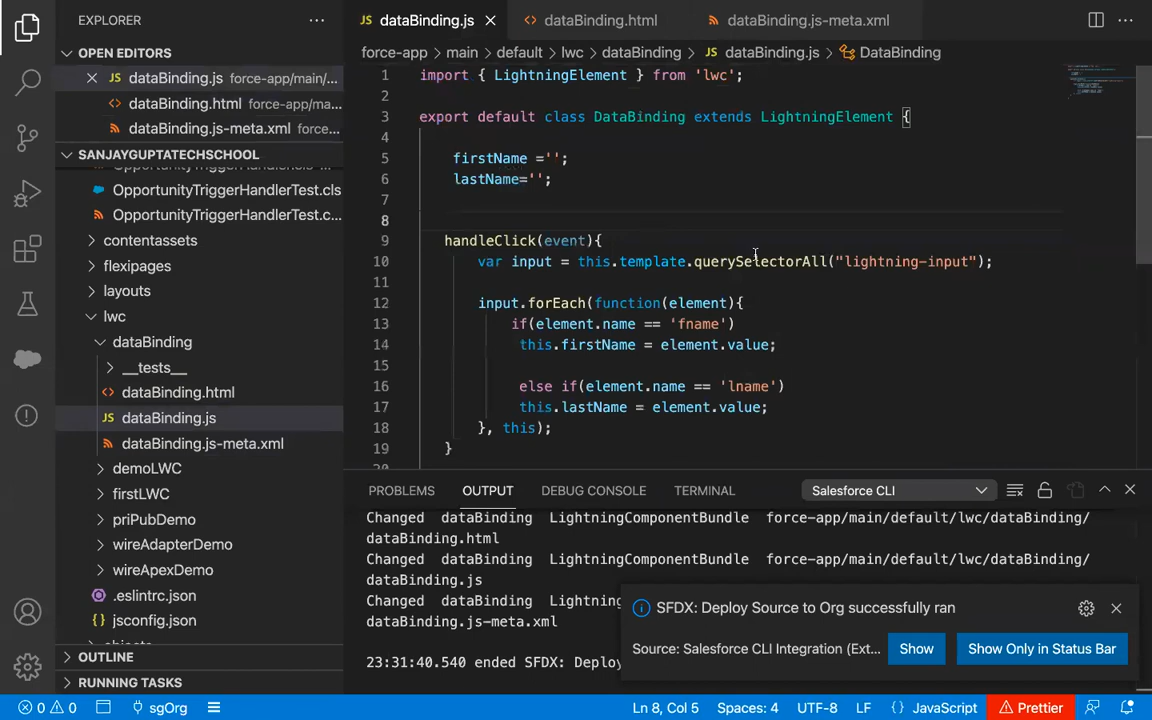 EXPLORER
OPEN EDITORS
JS dataBinding.js force-app/main/...
dataBinding.html force-app/ma...
dataBinding.js-meta.xml force...
SANJAYGUPTATECHSCHOOL
OpportunityTriggerHandlerTest.cls
OpportunityTriggerHandlerTest.c...
contentassets
flexipages
layouts
lwc
dataBinding
__tests__
dataBinding.html
JS dataBinding.js
dataBinding.js-meta.xml
demoLWC
firstLWC
priPubDemo
wireAdapterDemo
wireApexDemo
.eslintrc.json
jsconfig.json
OUTLINE
RUNNING TASKS
JS dataBinding.js
dataBinding.html
dataBinding.js-meta.xml
force-app > main > default > lwc > dataBinding > JS dataBinding.js > DataBinding
1 import { LightningElement } from 'lwc';
2
3 export default class DataBinding extends LightningElement {
4
5 firstName ='';
6 lastName='';
7
8
9 handleClick(event){
10 var input = this.template.querySelectorAll("lightning-input");
11
12 input.forEach(function(element){
13 if(element.name == 'fname')
14 this.firstName = element.value;
15
16 else if(element.name == 'lname')
17 this.lastName = element.value;
18 }, this);
19 }
20
PROBLEMS OUTPUT DEBUG CONSOLE TERMINAL
Salesforce CLI
Changed dataBinding LightningComponentBundle force-app/main/default/lwc/dataBinding/
dataBinding.html
Changed dataBinding LightningComponentBundle force-app/main/default/lwc/dataBinding/
dataBinding.js
Changed dataBinding Lightning
dataBinding.js-meta.xml
23:31:40.540 ended SFDX: Deploy
SFDX: Deploy Source to Org successfully ran
Source: Salesforce CLI Integration (Ext...
Show
Show Only in Status Bar
0 0 sgOrg
Ln 8, Col 5 Spaces: 4 UTF-8 LF {} JavaScript Prettier